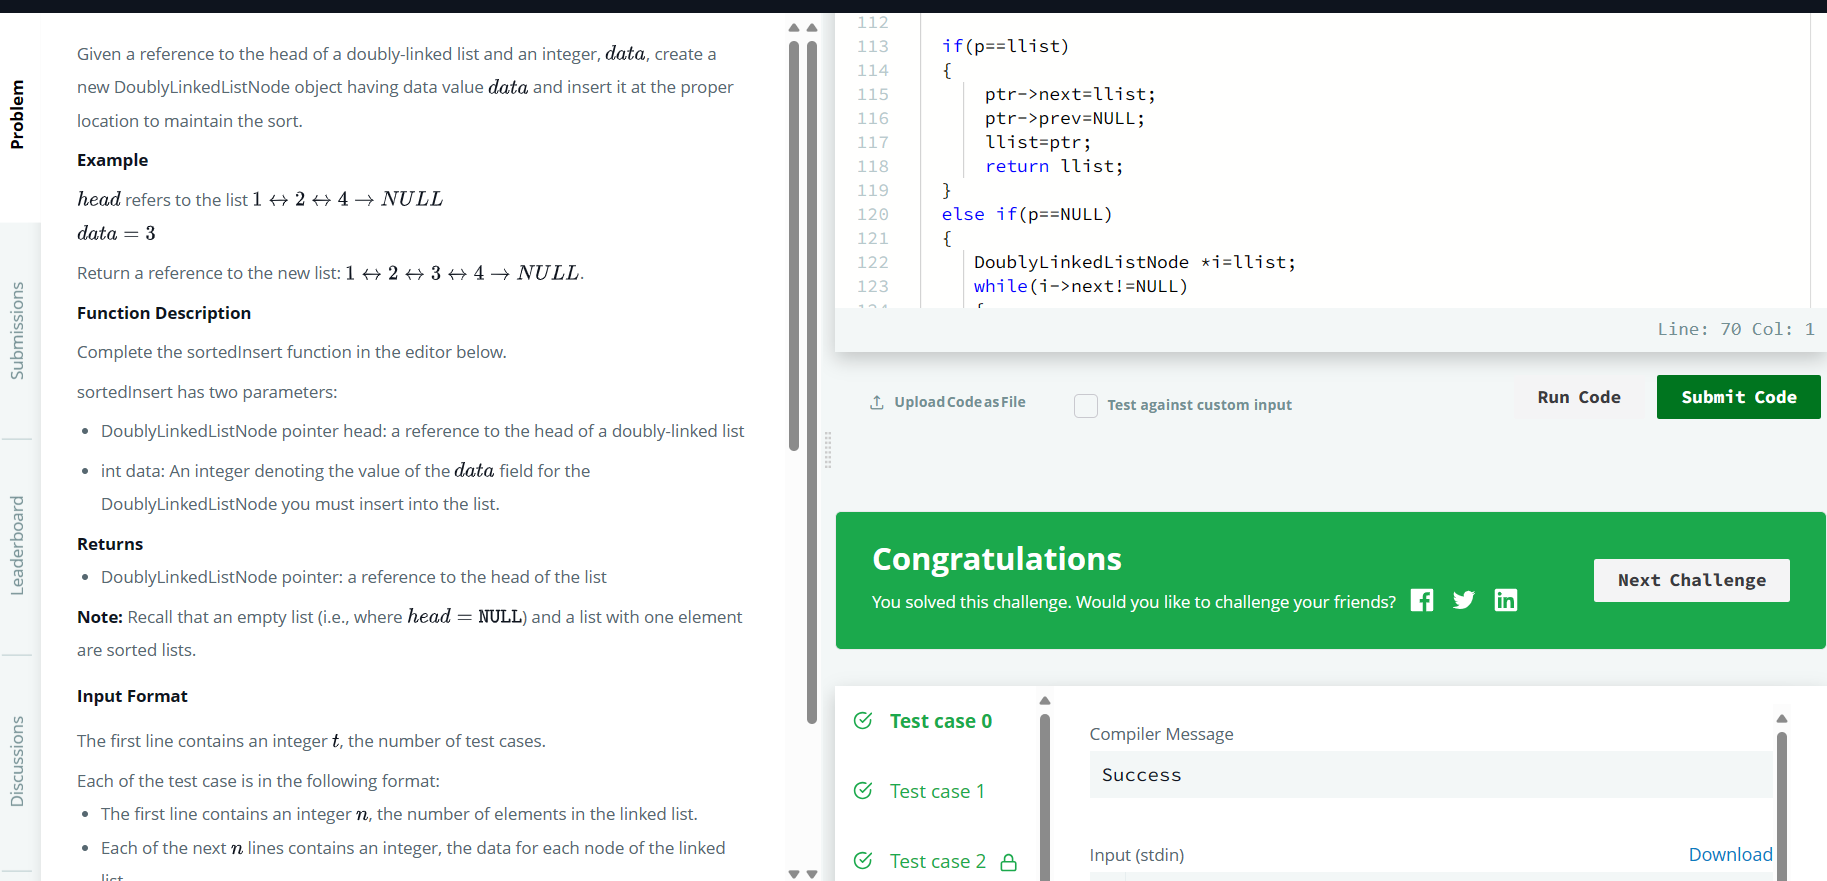 Problem
Submissions
Leaderboard
Discussions
Given a reference to the head of a doubly-linked list and an integer, data, create a
new DoublyLinkedListNode object having data value data and insert it at the proper
location to maintain the sort.
Example
head refers to the list 1 ↔ 2 ↔ 4 → NULL
data = 3
Return a reference to the new list: 1 ↔ 2 ↔ 3 ↔ 4 → NULL.
Function Description
Complete the sortedInsert function in the editor below.
sortedInsert has two parameters:
• DoublyLinkedListNode pointer head: a reference to the head of a doubly-linked list
• int data: An integer denoting the value of the data field for the
DoublyLinkedListNode you must insert into the list.
Returns
• DoublyLinkedListNode pointer: a reference to the head of the list
Note: Recall that an empty list (i.e., where head = NULL) and a list with one element
are sorted lists.
Input Format
The first line contains an integer t, the number of test cases.
Each of the test case is in the following format:
• The first line contains an integer n, the number of elements in the linked list.
• Each of the next n lines contains an integer, the data for each node of the linked
list.
112
113 if(p==llist)
114 {
115 ptr->next=llist;
116 ptr->prev=NULL;
117 llist=ptr;
118 return llist;
119 }
120 else if(p==NULL)
121 {
122 DoublyLinkedListNode *i=llist;
123 while(i->next!=NULL)
124 {
Line: 70 Col: 1
Upload Code as File
Test against custom input
Run Code
Submit Code
Congratulations
You solved this challenge. Would you like to challenge your friends?
Next Challenge
Test case 0
Test case 1
Test case 2
Compiler Message
Success
Input (stdin)
Download